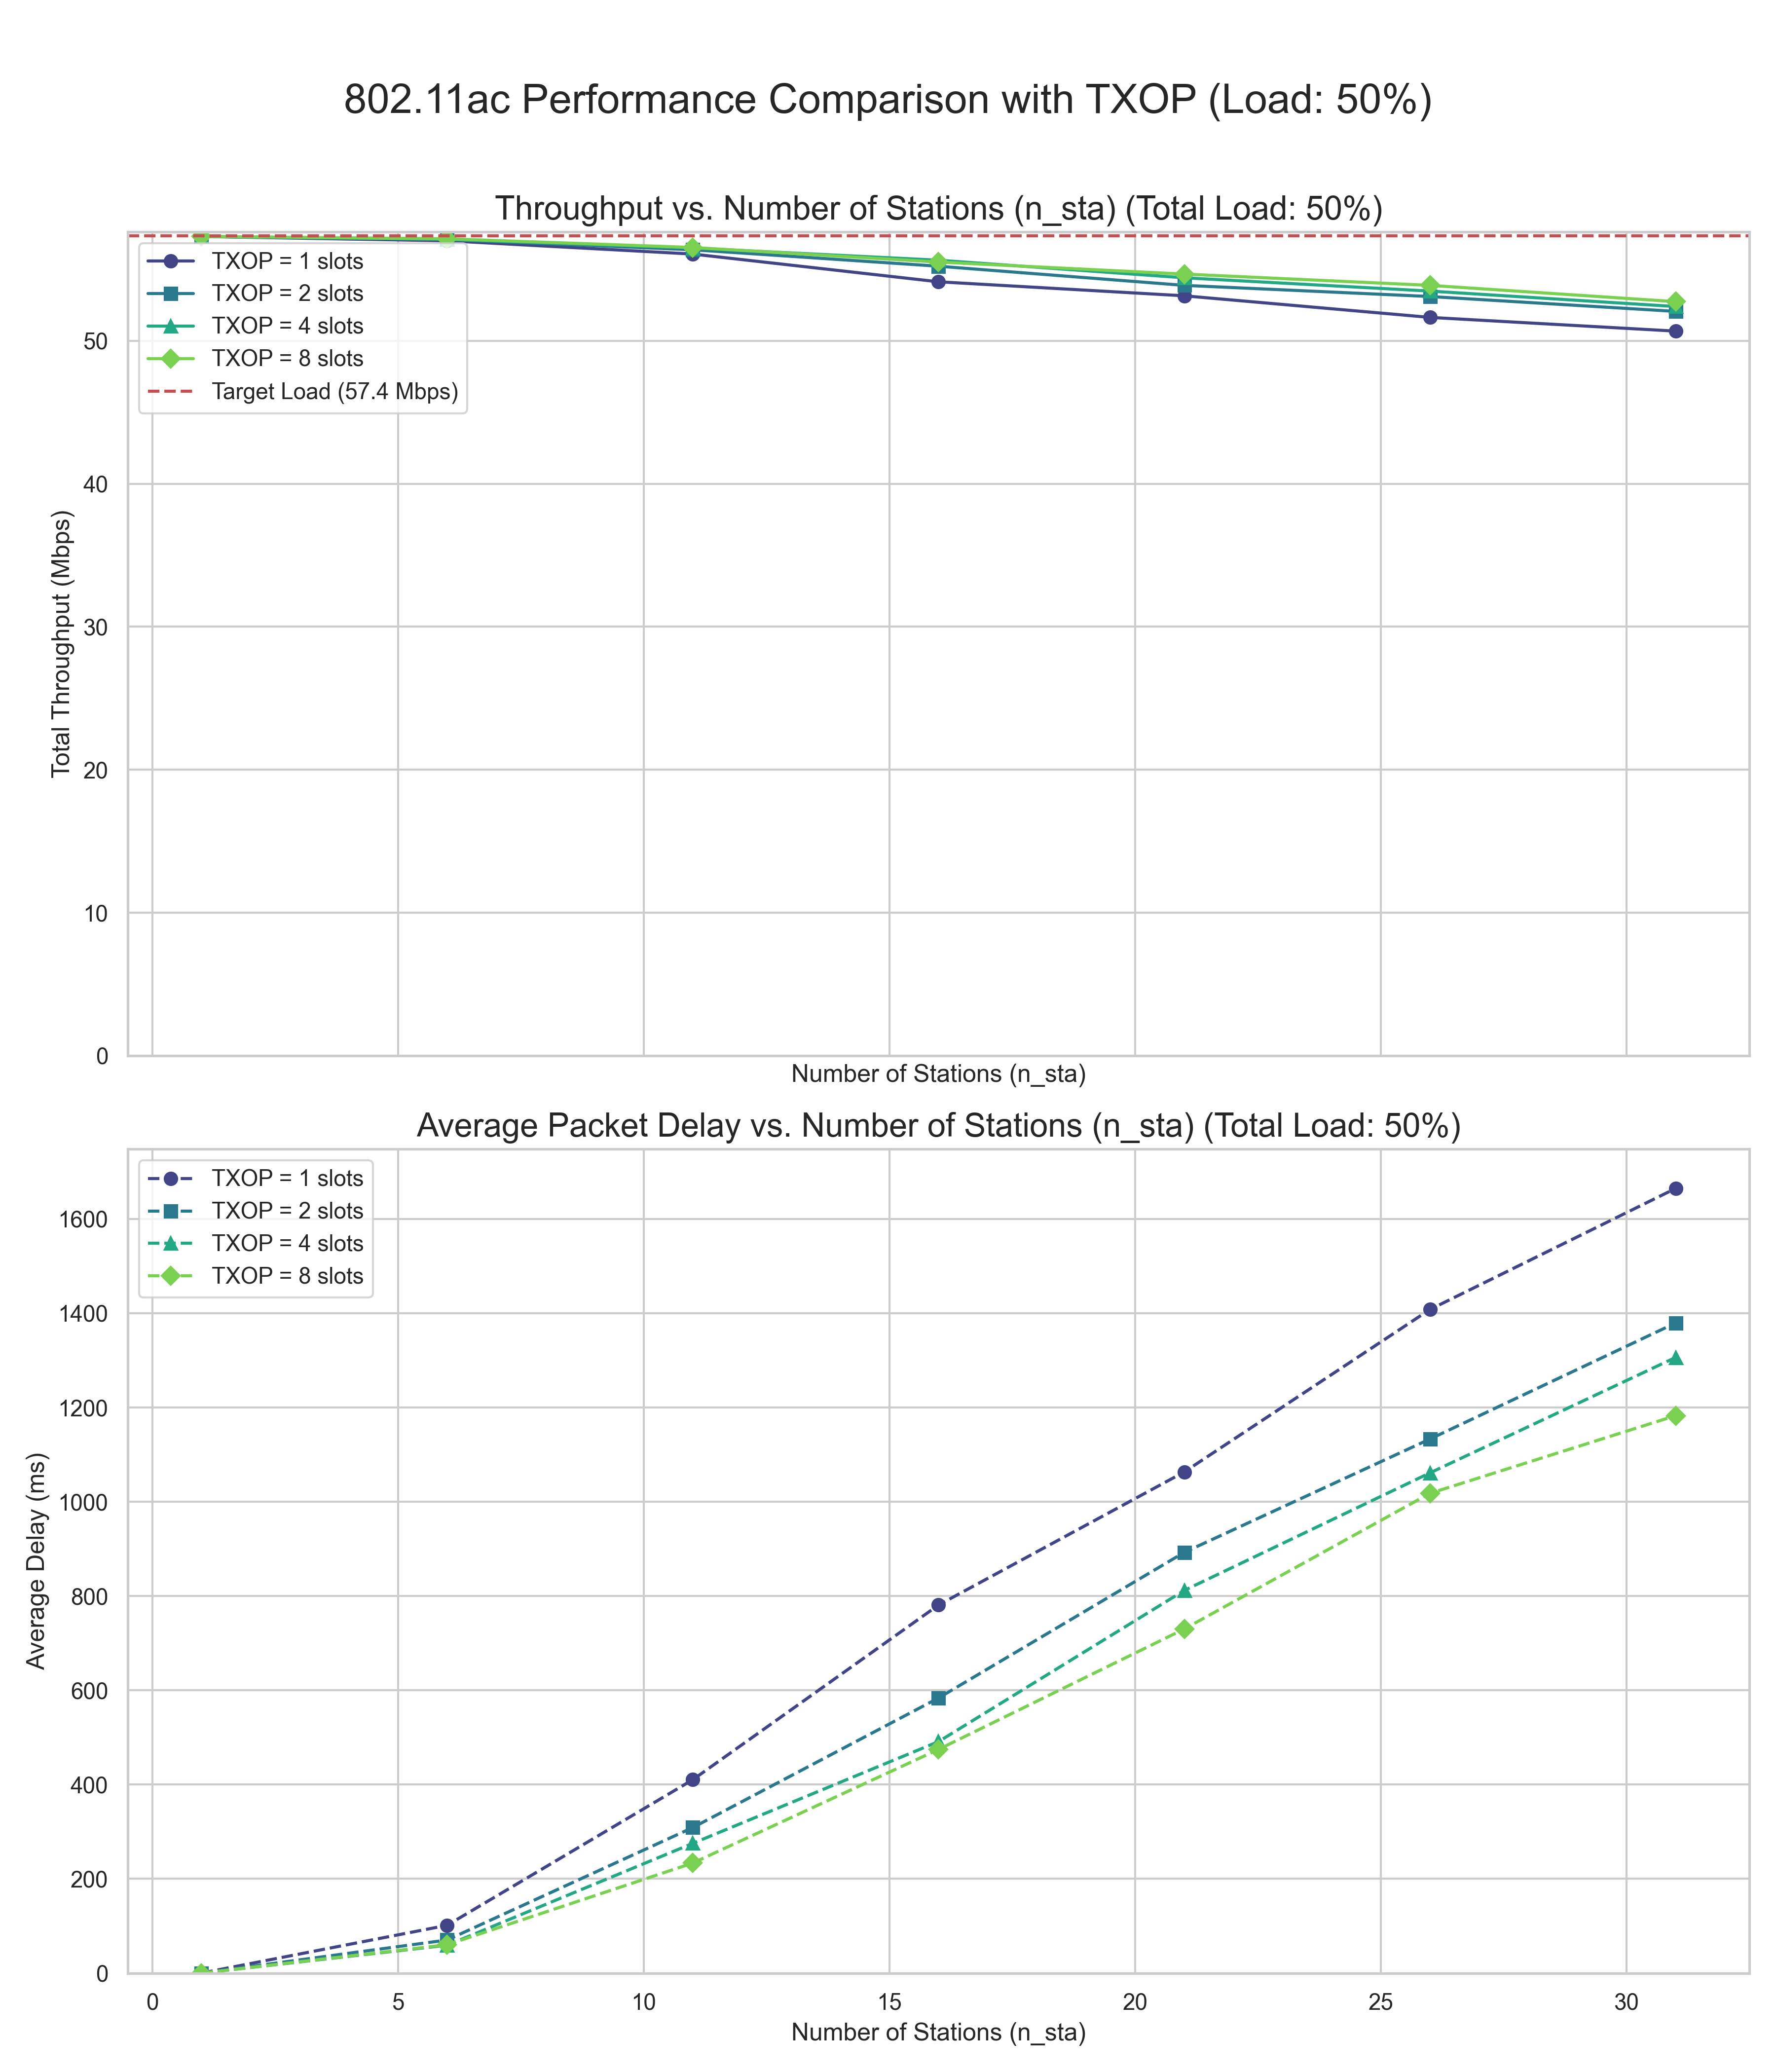 802.11ac Performance Comparison with TXOP (Load: 50%)
Throughput vs. Number of Stations (n_sta) (Total Load: 50%)
TXOP = 1 slots
TXOP = 2 slots
TXOP = 4 slots
TXOP = 8 slots
Target Load (57.4 Mbps)
50
40
30
20
10
0
Total Throughput (Mbps)
Number of Stations (n_sta)
Average Packet Delay vs. Number of Stations (n_sta) (Total Load: 50%)
TXOP = 1 slots
TXOP = 2 slots
TXOP = 4 slots
TXOP = 8 slots
1600
1400
1200
1000
800
600
400
200
0
Average Delay (ms)
0 5 10 15 20 25 30
Number of Stations (n_sta)